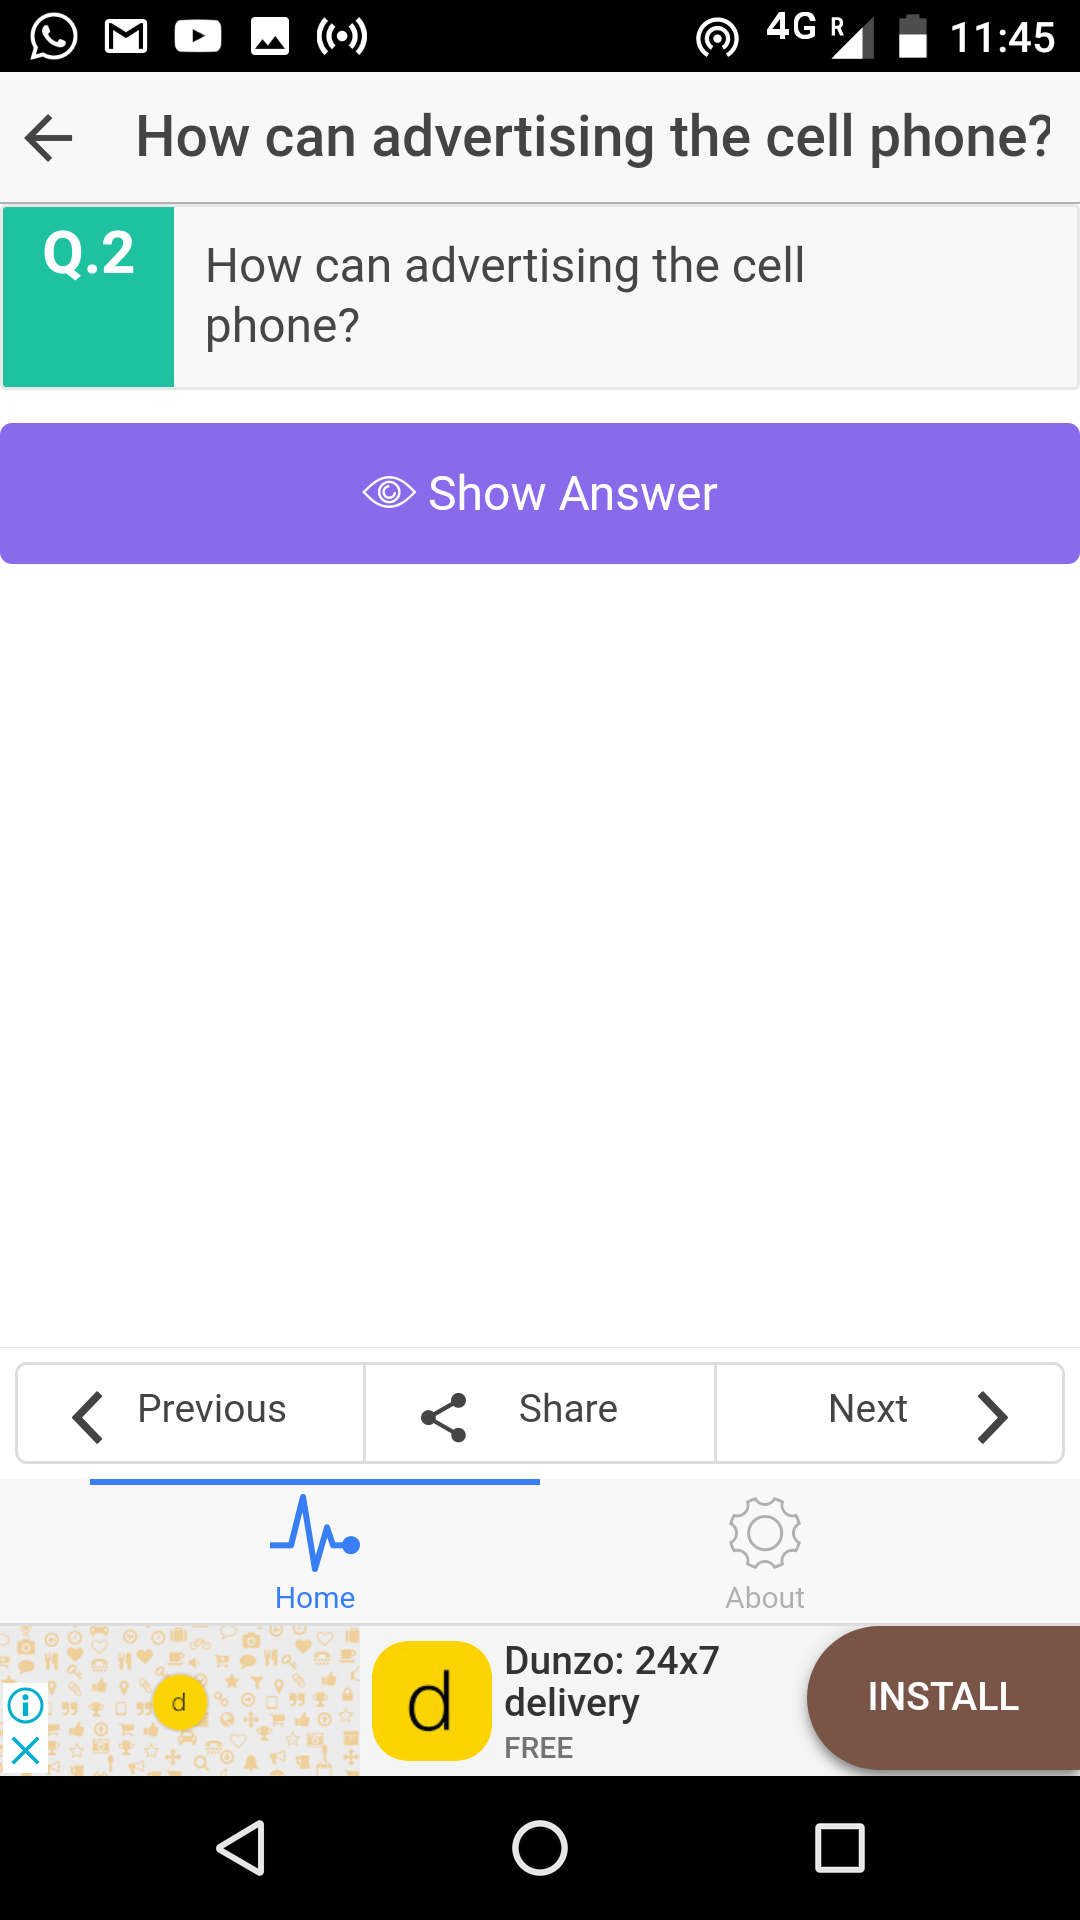 4G R 11:45
How can advertising the cell phone?
Q.2
How can advertising the cell
phone?
Show Answer
Previous
Share
Next
Home
About
d
d
Dunzo: 24x7
delivery
FREE
INSTALL